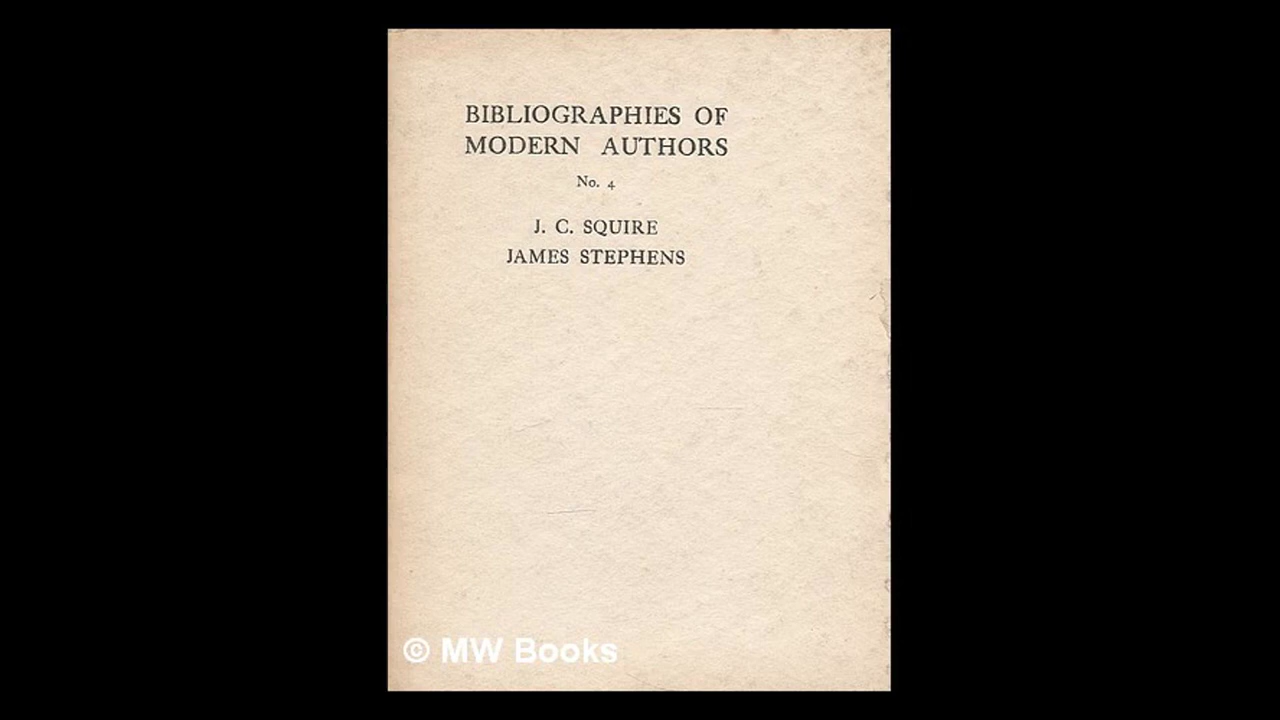 BIBLIOGRAPHIES OF
MODERN AUTHORS
No. 4
J. C. SQUIRE
JAMES STEPHENS
© MW Books